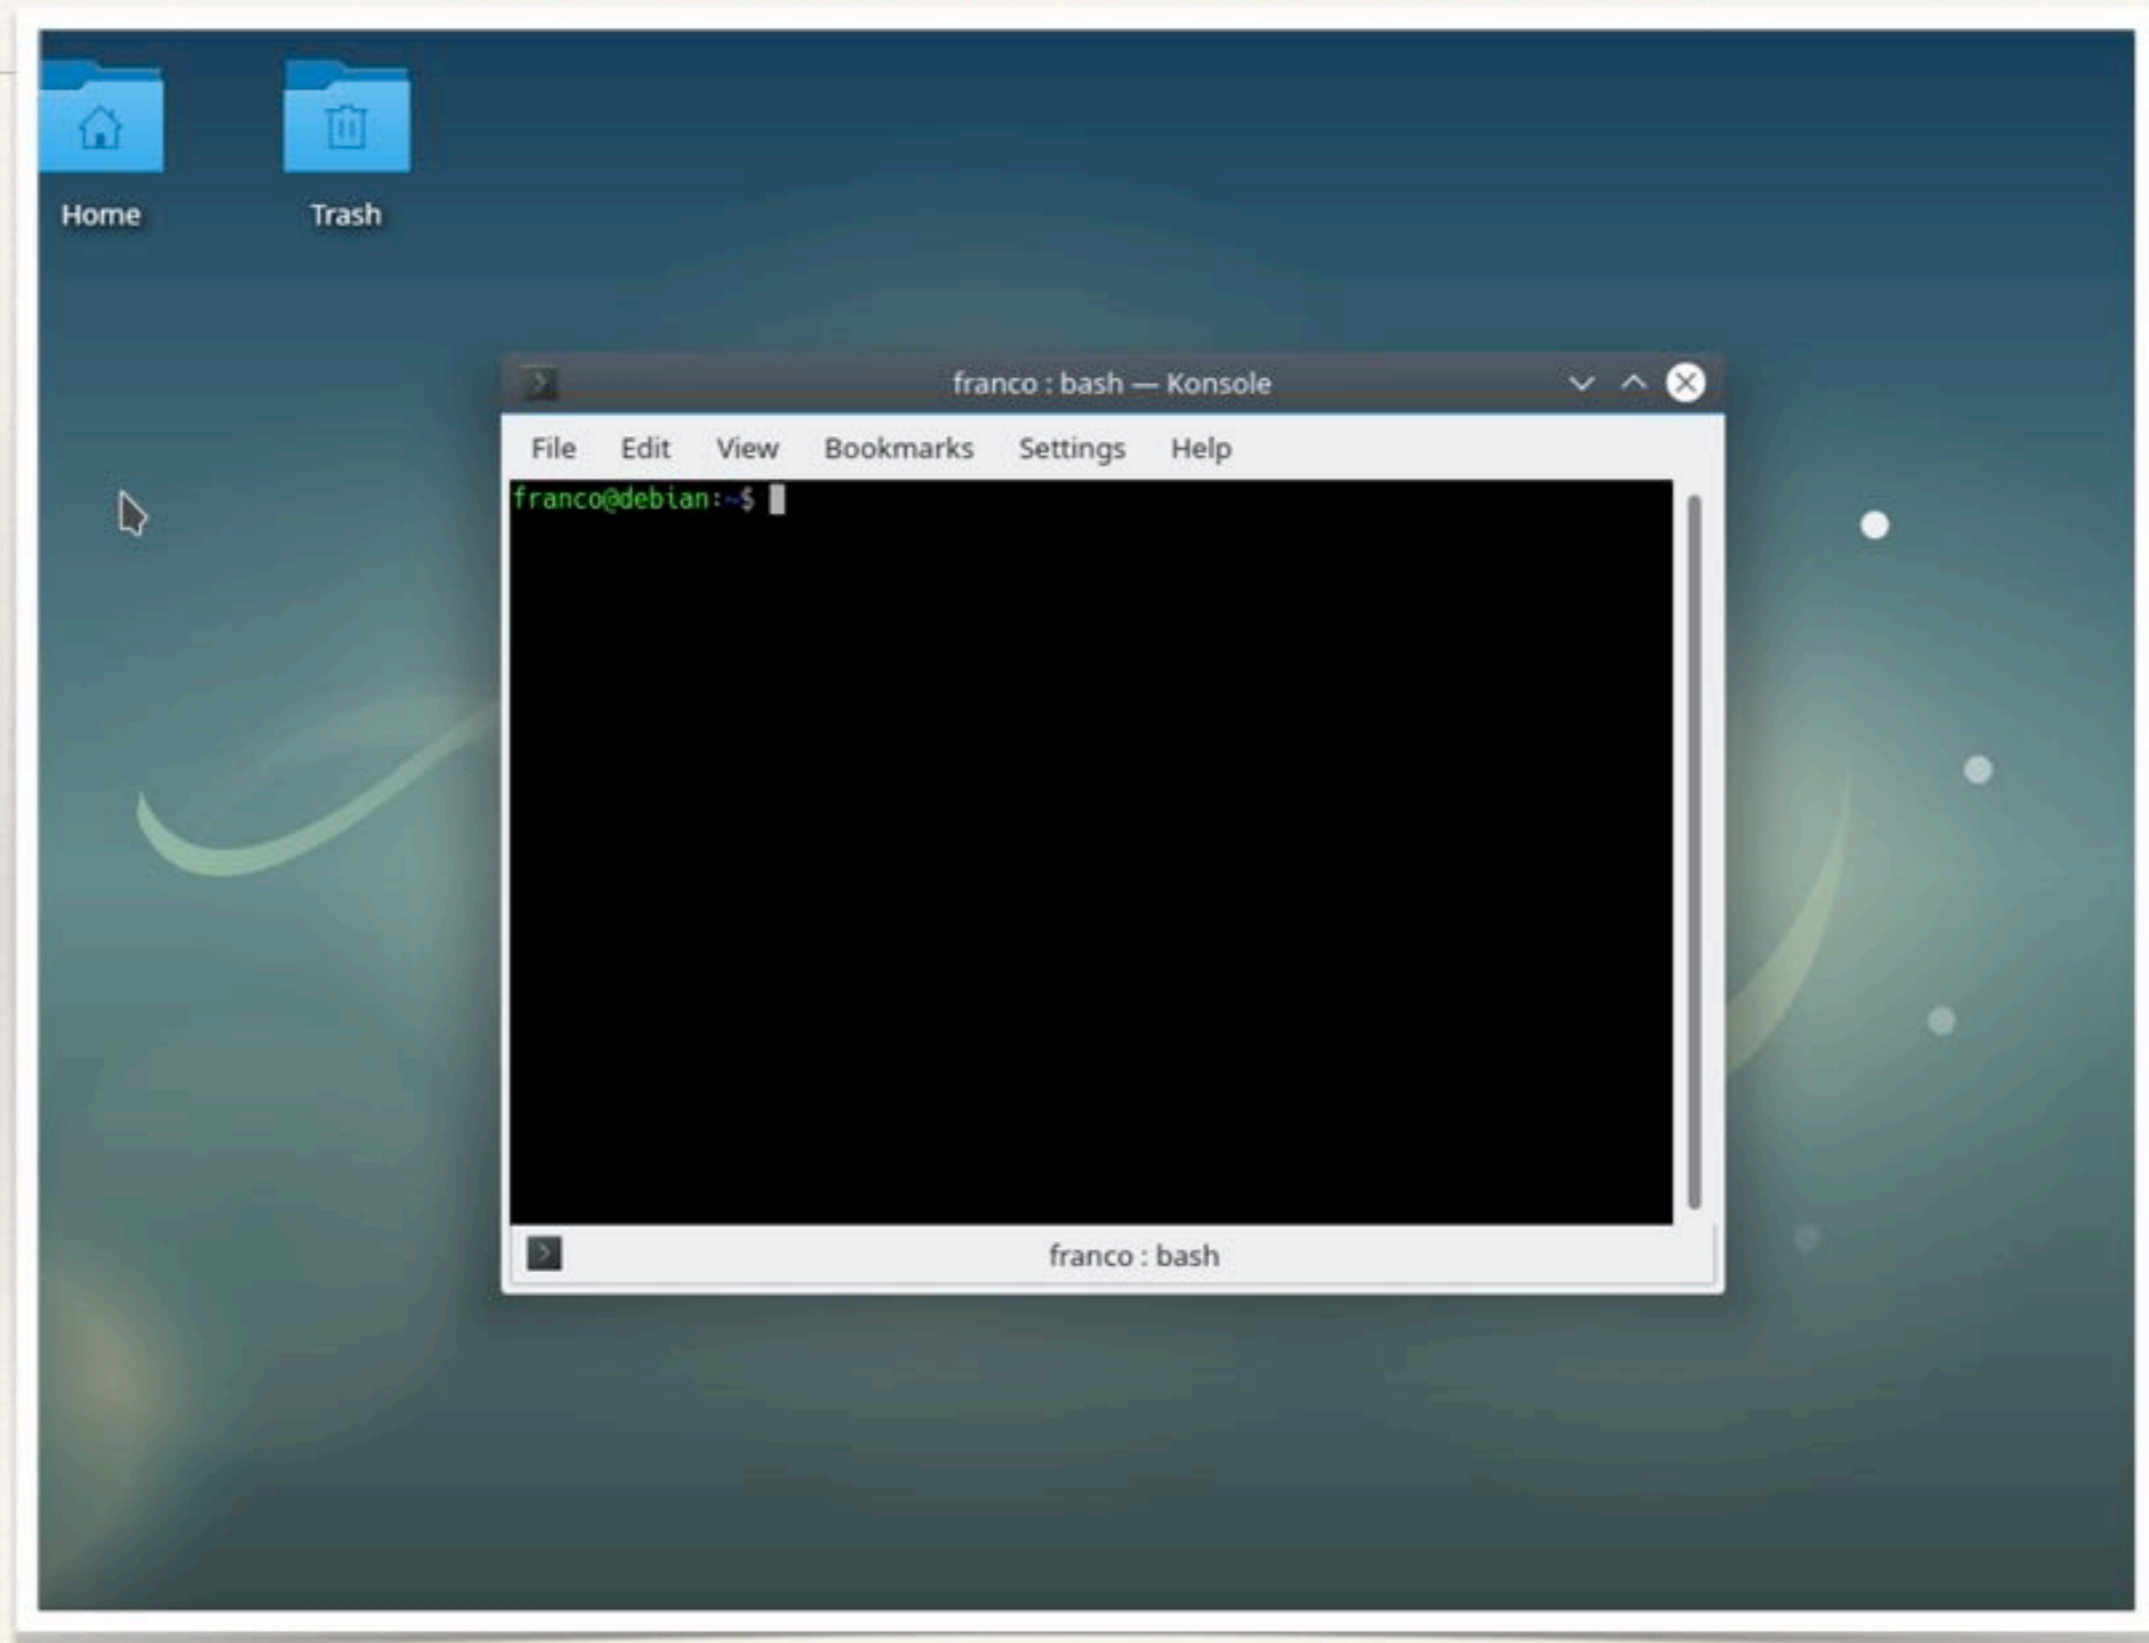 Home Trash
franco : bash — Konsole
File Edit View Bookmarks Settings Help
franco@debian:~$
franco : bash